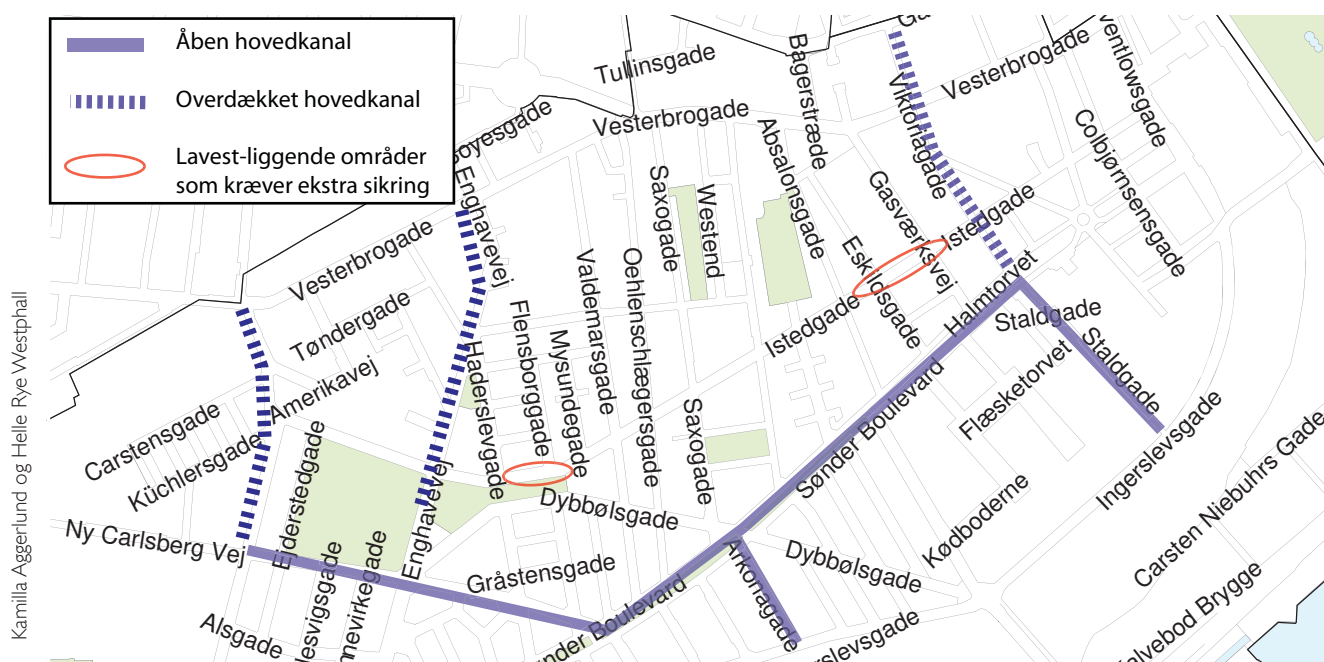 Åben hovedkanal
Overdækket hovedkanal
Lavest-liggende områder
som kræver ekstra sikring
Kamilla Aggerlund og Helle Rye Westphall
Tullinsgade
Bagerstræde
Viktoriagade
Vesterbrogade
Colbjørnsensgade
Vesterbrogade
Absalonsgade
Gasværksvej
Istedgade
Enghavevej
Saxogade
Westend
Eskildsgade
Vesterbrogade
Tøndergade
Flensborggade
Mysundegade
Valdemarsgade
Oehlenschlægersgade
Istedgade
Halmtorvet
Staldgade
Staldgade
Flæsketorvet
Amerikavej
Haderslevgade
Carstensgade
Küchlersgade
Ejderstedgade
Saxogade
Sønder Boulevard
Ingerslevsgade
Carsten Niebuhrs Gade
Ny Carlsberg Vej
Enghavevej
Dybbølsgade
Kødboderne
Arkonagade
Dybbølsgade
Gråstensgade
Alsgade
Boulevard
Brygge